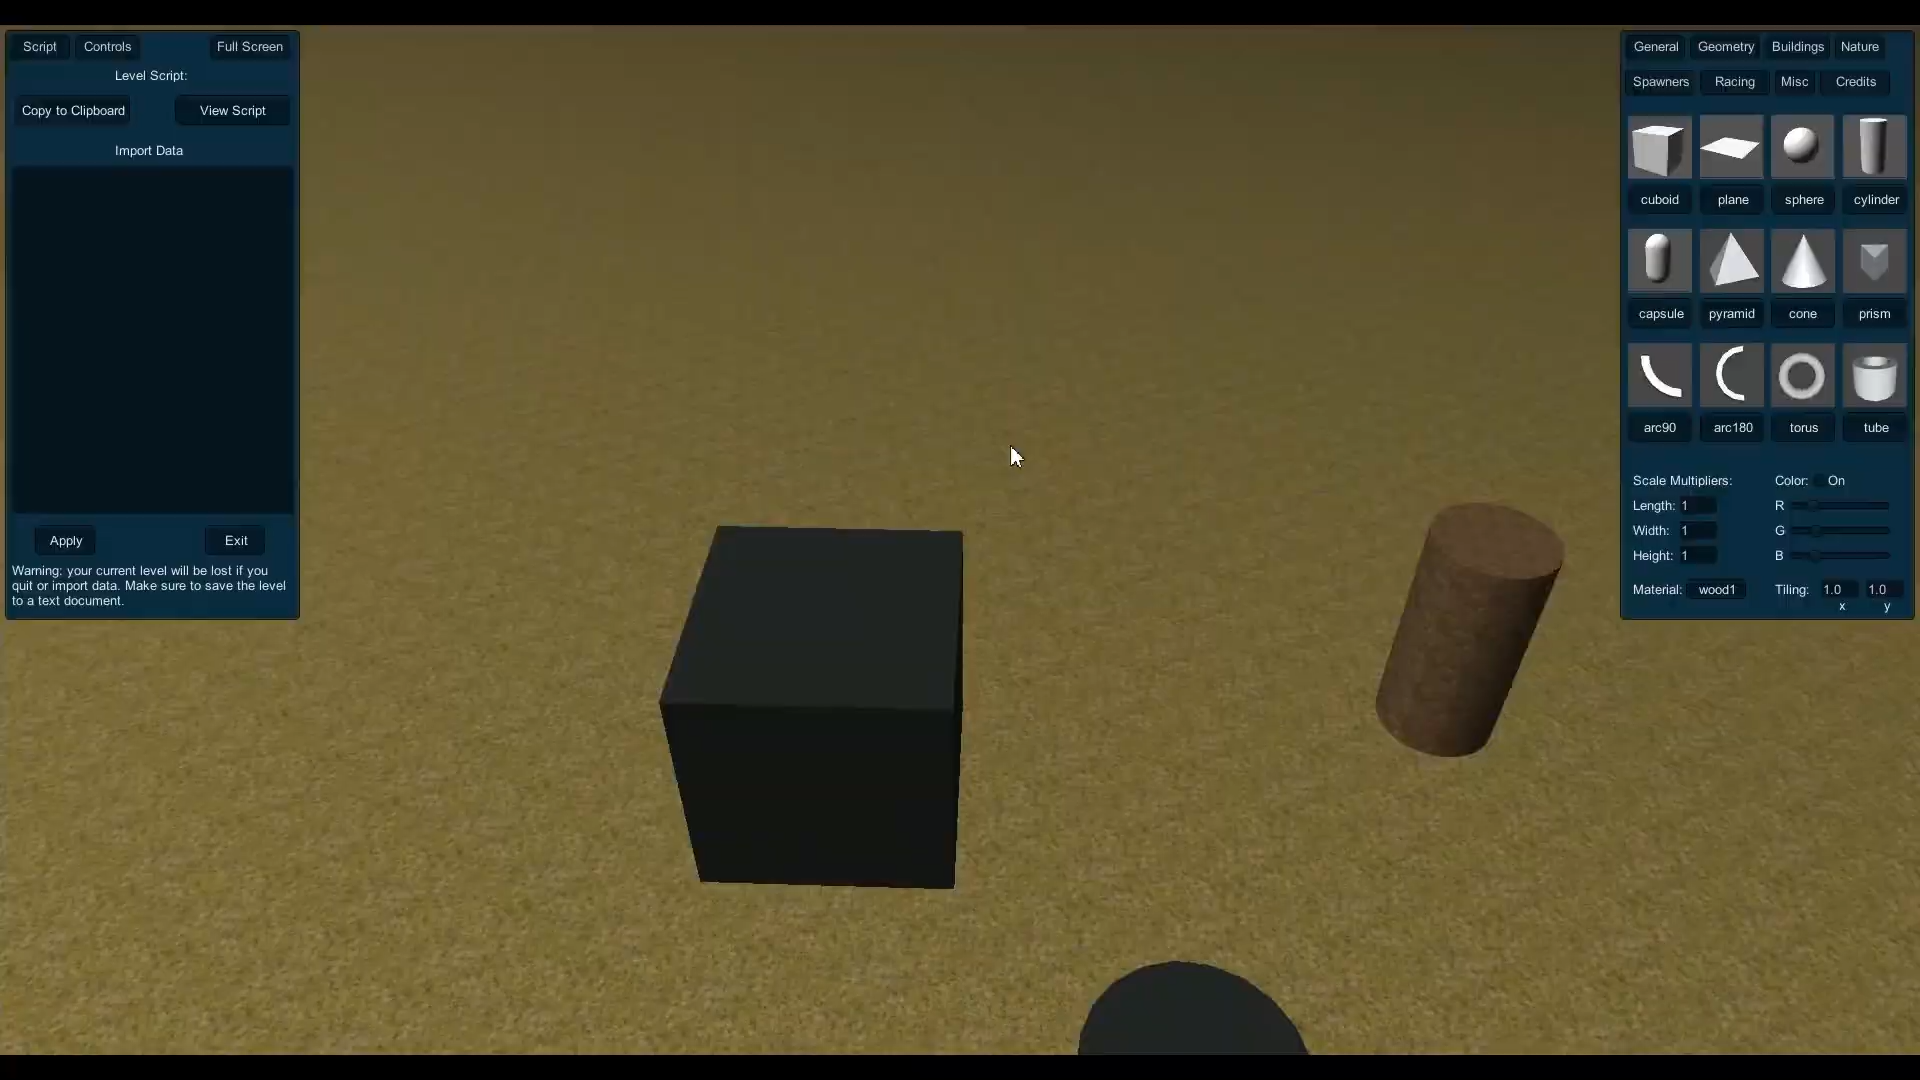 Script Controls Full Screen
Level Script:
Copy to Clipboard View Script
Import Data
Apply Exit
Warning: your current level will be lost if you
quit or import data. Make sure to save the level
to a text document.
General Geometry Buildings Nature
Spawners Racing Misc Credits
cuboid plane sphere cylinder
capsule pyramid cone prism
arc90 arc180 torus tube
Scale Multipliers: Color: On
Length: 1 R
Width: 1 G
Height: 1 B
Material: wood1 Tiling: 1.0 1.0
x y